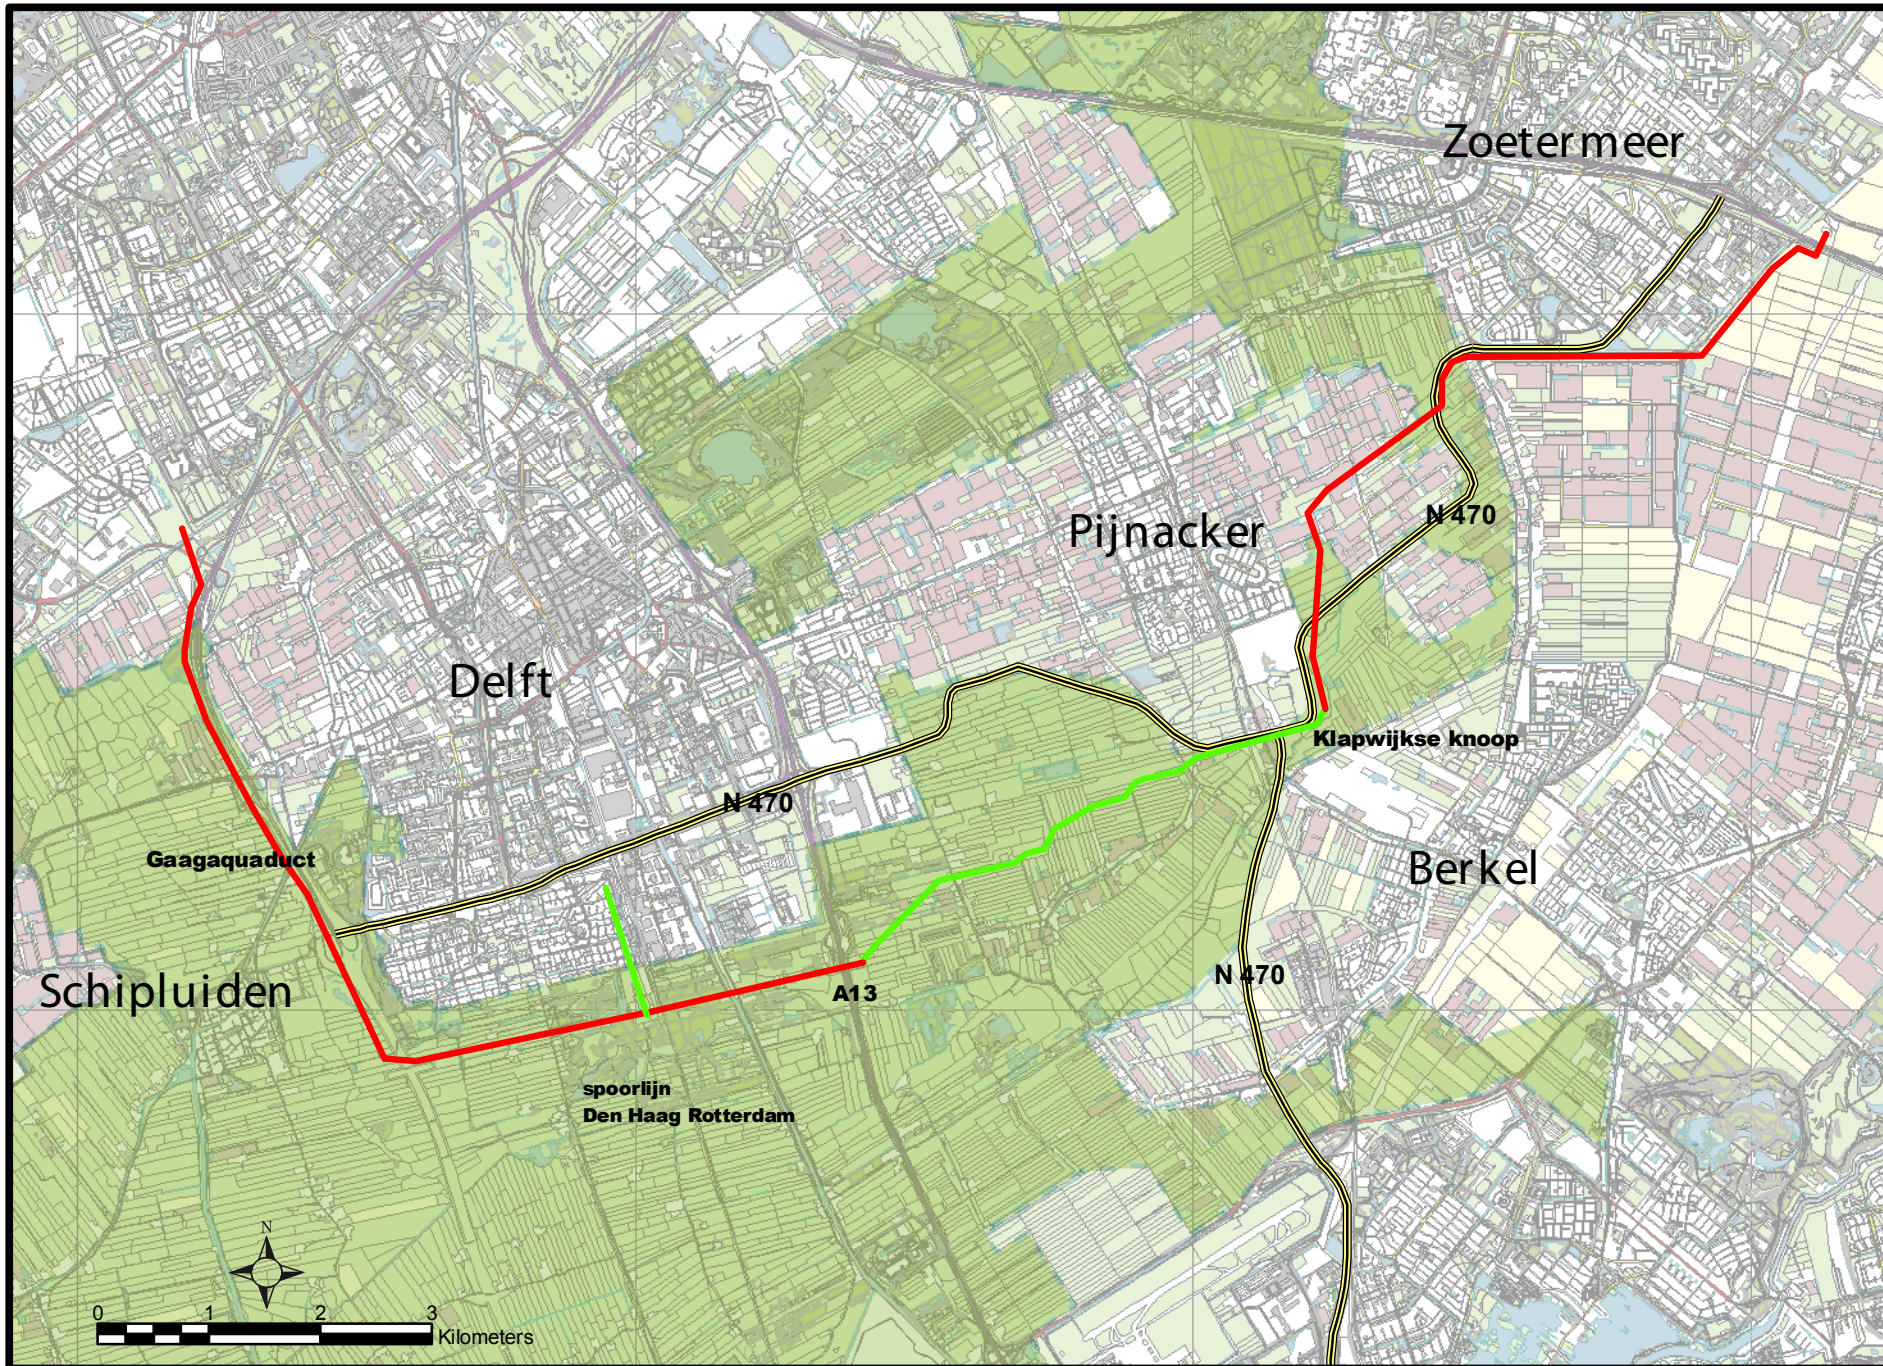 Zoetermeer
N 470
Pijnacker
Delft
Klapwijkse knoop
N 470
Gaagaquaduct
Berkel
Schipluiden
N 470
A13
spoorlijn
Den Haag Rotterdam
N
0 1 2 3
Kilometers